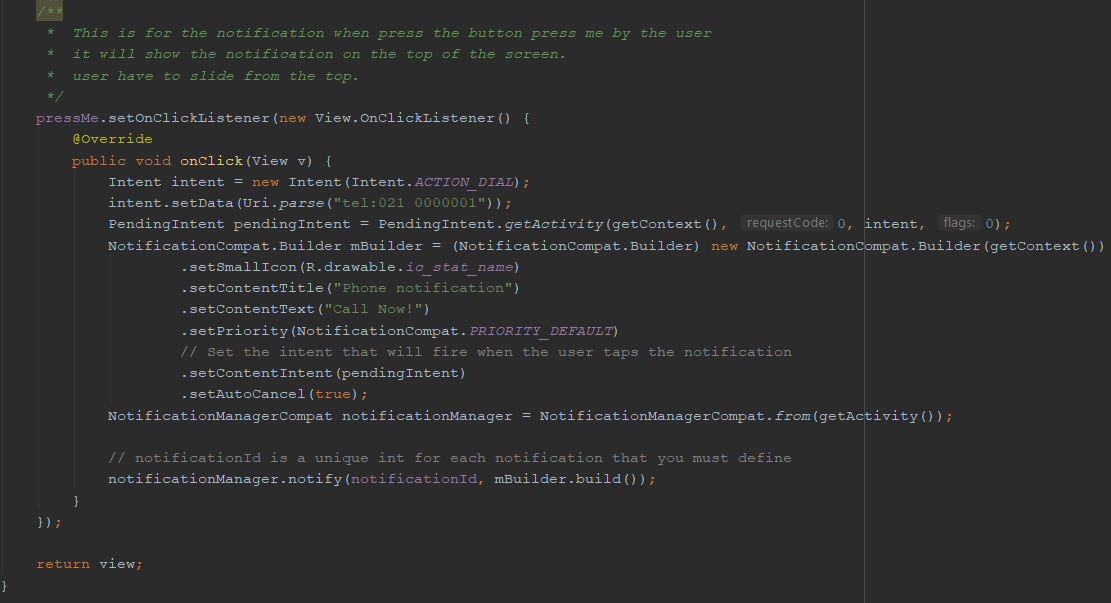 /**
 *  This is for the notification when press the button press me by the user
 *  it will show the notification on the top of the screen.
 *  user have to slide from the top.
 */
pressMe.setOnClickListener(new View.OnClickListener() {
    @Override
    public void onClick(View v) {
        Intent intent = new Intent(Intent.ACTION_DIAL);
        intent.setData(Uri.parse("tel:021 0000001"));
        PendingIntent pendingIntent = PendingIntent.getActivity(getContext(), requestCode: 0, intent, flags: 0);
        NotificationCompat.Builder mBuilder = (NotificationCompat.Builder) new NotificationCompat.Builder(getContext())
                .setSmallIcon(R.drawable.ic_stat_name)
                .setContentTitle("Phone notification")
                .setContentText("Call Now!")
                .setPriority(NotificationCompat.PRIORITY_DEFAULT)
                // Set the intent that will fire when the user taps the notification
                .setContentIntent(pendingIntent)
                .setAutoCancel(true);
        NotificationManagerCompat notificationManager = NotificationManagerCompat.from(getActivity());
        // notificationId is a unique int for each notification that you must define
        notificationManager.notify(notificationId, mBuilder.build());
    }
});
return view;
}